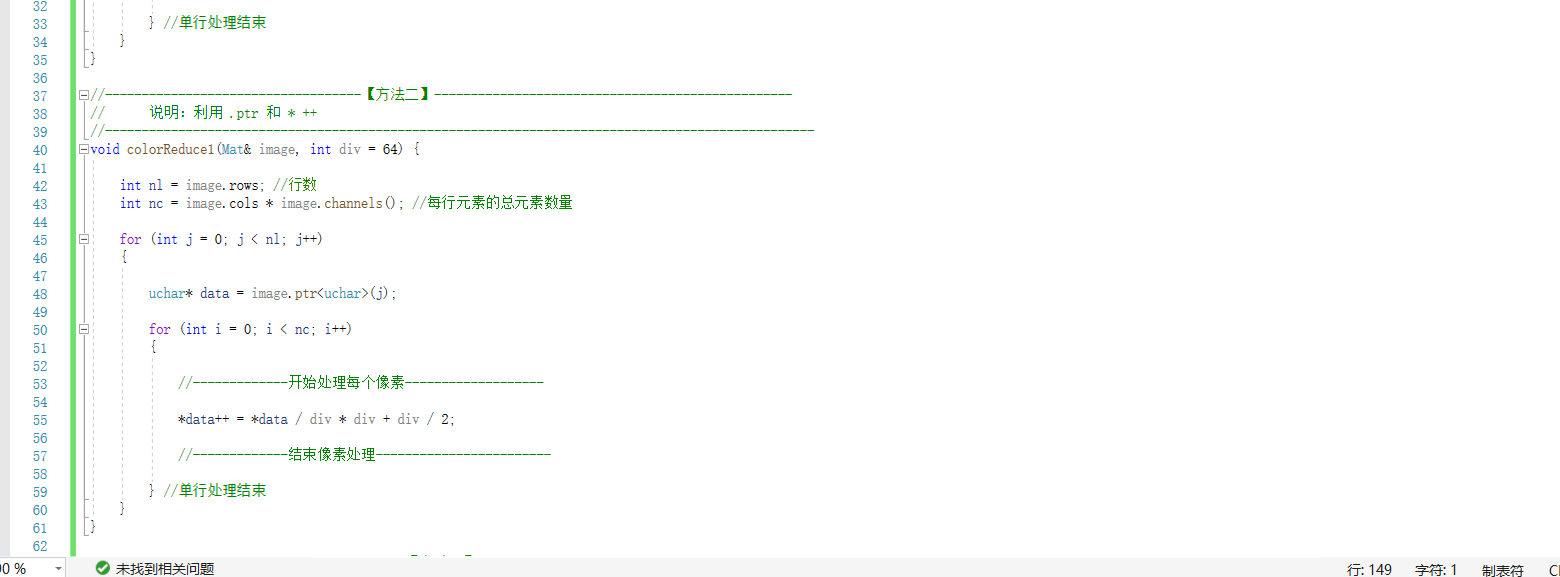 32
33 } //单行处理结束
34 }
35 }
36
37 //-----------------------------------【方法二】-------------------------------------------------
38 // 说明：利用 .ptr 和 * ++
39 //-------------------------------------------------------------------------------------------------
40 void colorReduce1(Mat& image, int div = 64) {
41
42 int nl = image.rows; //行数
43 int nc = image.cols * image.channels(); //每行元素的总元素数量
44
45 for (int j = 0; j < nl; j++)
46 {
47
48 uchar* data = image.ptr<uchar>(j);
49
50 for (int i = 0; i < nc; i++)
51 {
52
53 //-------------开始处理每个像素-------------------
54
55 *data++ = *data / div * div + div / 2;
56
57 //-------------结束像素处理------------------------
58
59 } //单行处理结束
60 }
61 }
62
未找到相关问题 行: 149 字符: 1 制表符